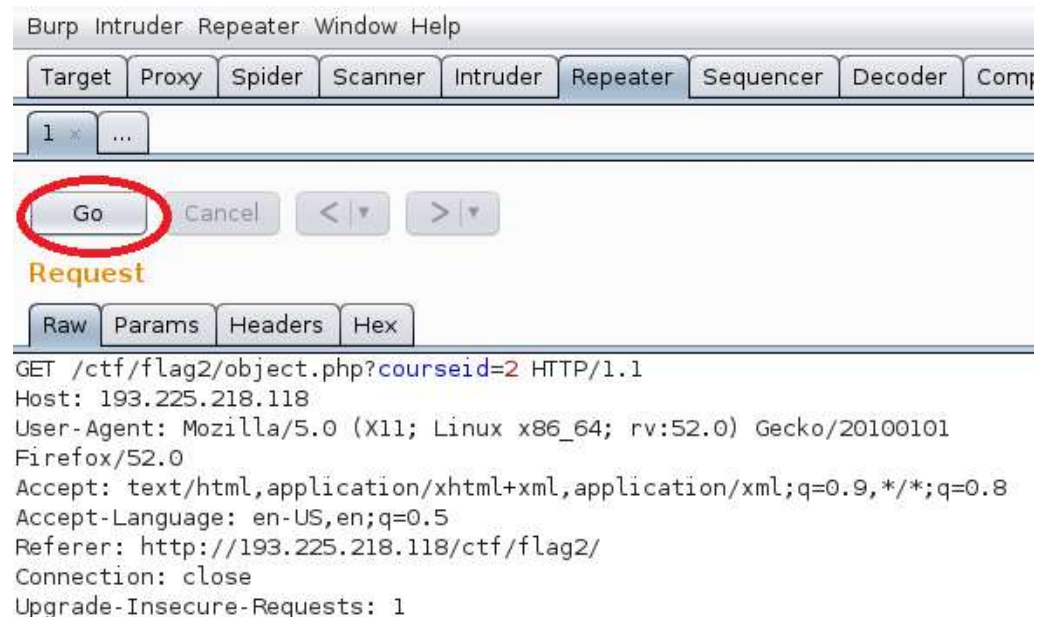 Burp Intruder Repeater Window Help
Target Proxy Spider Scanner Intruder Repeater Sequencer Decoder
1 × ...
Go Cancel < > 
Request
Raw Params Headers Hex
GET /ctf/flag2/object.php?courseid=2 HTTP/1.1
Host: 193.225.218.118
User-Agent: Mozilla/5.0 (X11; Linux x86_64; rv:52.0) Gecko/20100101
Firefox/52.0
Accept: text/html,application/xhtml+xml,application/xml;q=0.9,*/*;q=0.8
Accept-Language: en-US,en;q=0.5
Referer: http://193.225.218.118/ctf/flag2/
Connection: close
Upgrade-Insecure-Requests: 1